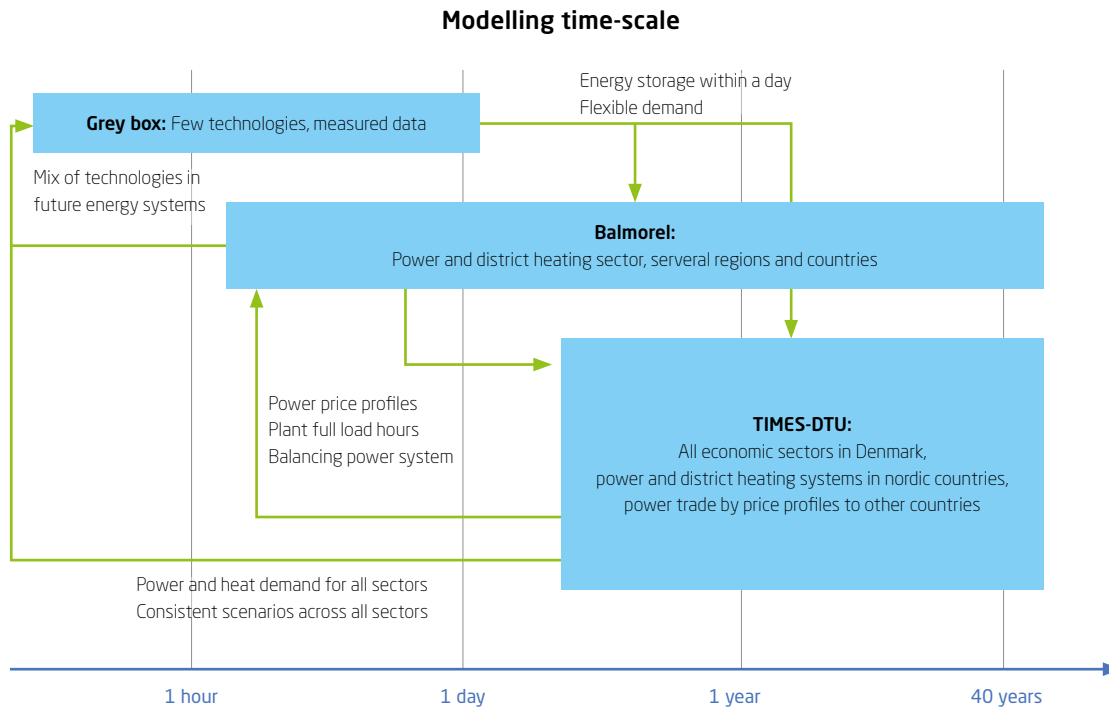 Modelling time-scale
Energy storage within a day
Flexible demand
Grey box: Few technologies, measured data
Mix of technologies in
future energy systems
Balmorel:
Power and district heating sector, serveral regions and countries
Power price profiles
Plant full load hours
Balancing power system
TIMES-DTU:
All economic sectors in Denmark,
power and district heating systems in nordic countries,
power trade by price profiles to other countries
Power and heat demand for all sectors
Consistent scenarios across all sectors
1 hour
1 day
1 year
40 years